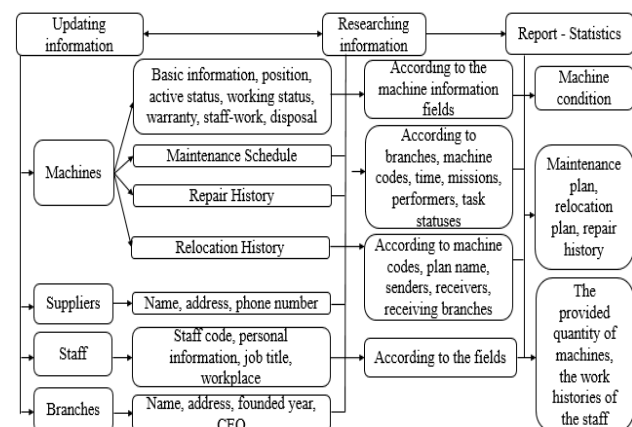 Updating
information
Researching
information
Report - Statistics
Basic information, position,
active status, working status,
warranty, staff-work, disposal
According to the
machine information
fields
Machine
condition
Machines
Maintenance Schedule
Repair History
Relocation History
According to
branches, machine
codes, time, missions,
performers, task
statuses
Maintenance
plan,
relocation
plan, repair
history
According to machine
codes, plan name,
senders, receivers,
receiving branches
Suppliers
Name, address, phone number
Staff
Staff code, personal
information, job title,
workplace
According to the fields
The
provided
quantity of
machines,
the work
histories of
the staff
Branches
Name, address, founded year,
CEO